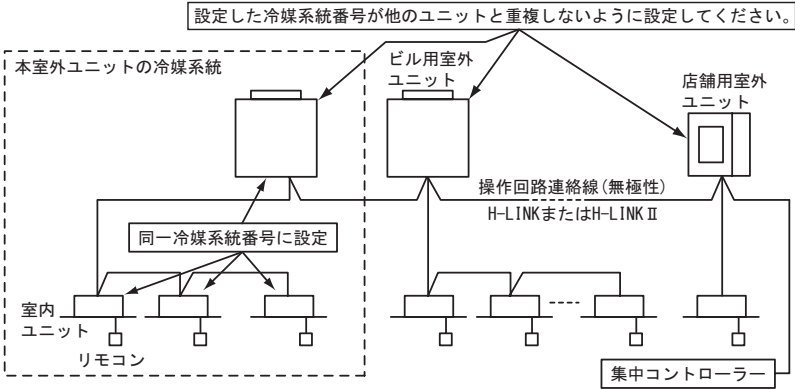 設定した冷媒系統番号が他のユニットと重複しないように設定してください。
本室外ユニットの冷媒系統
ビル用室外
ユニット
店舗用室外
ユニット
操作回路連絡線(無極性)
H-LINKまたはH-LINKⅡ
同一冷媒系統番号に設定
室内
ユニット
リモコン
集中コントローラー